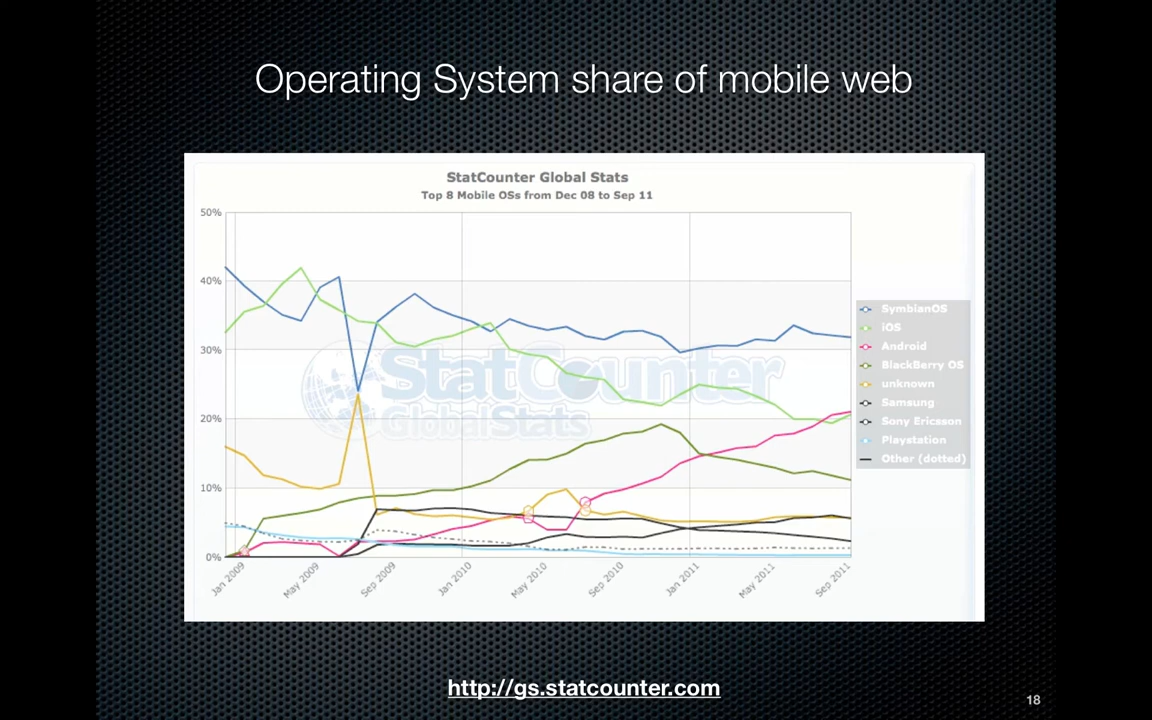 Operating System share of mobile web
StatCounter Global Stats
Top 8 Mobile OSs from Dec 08 to Sep 11
50%
40%
30%
20%
10%
0%
StatCounter
GlobalStats
SymbianOS
iOS
Android
BlackBerry OS
unknown
Samsung
Sony Ericsson
Playstation
Other (dotted)
Jan 2009
May 2009
Sep 2009
Jan 2010
May 2010
Sep 2010
Jan 2011
May 2011
Sep 2011
http://gs.statcounter.com
18